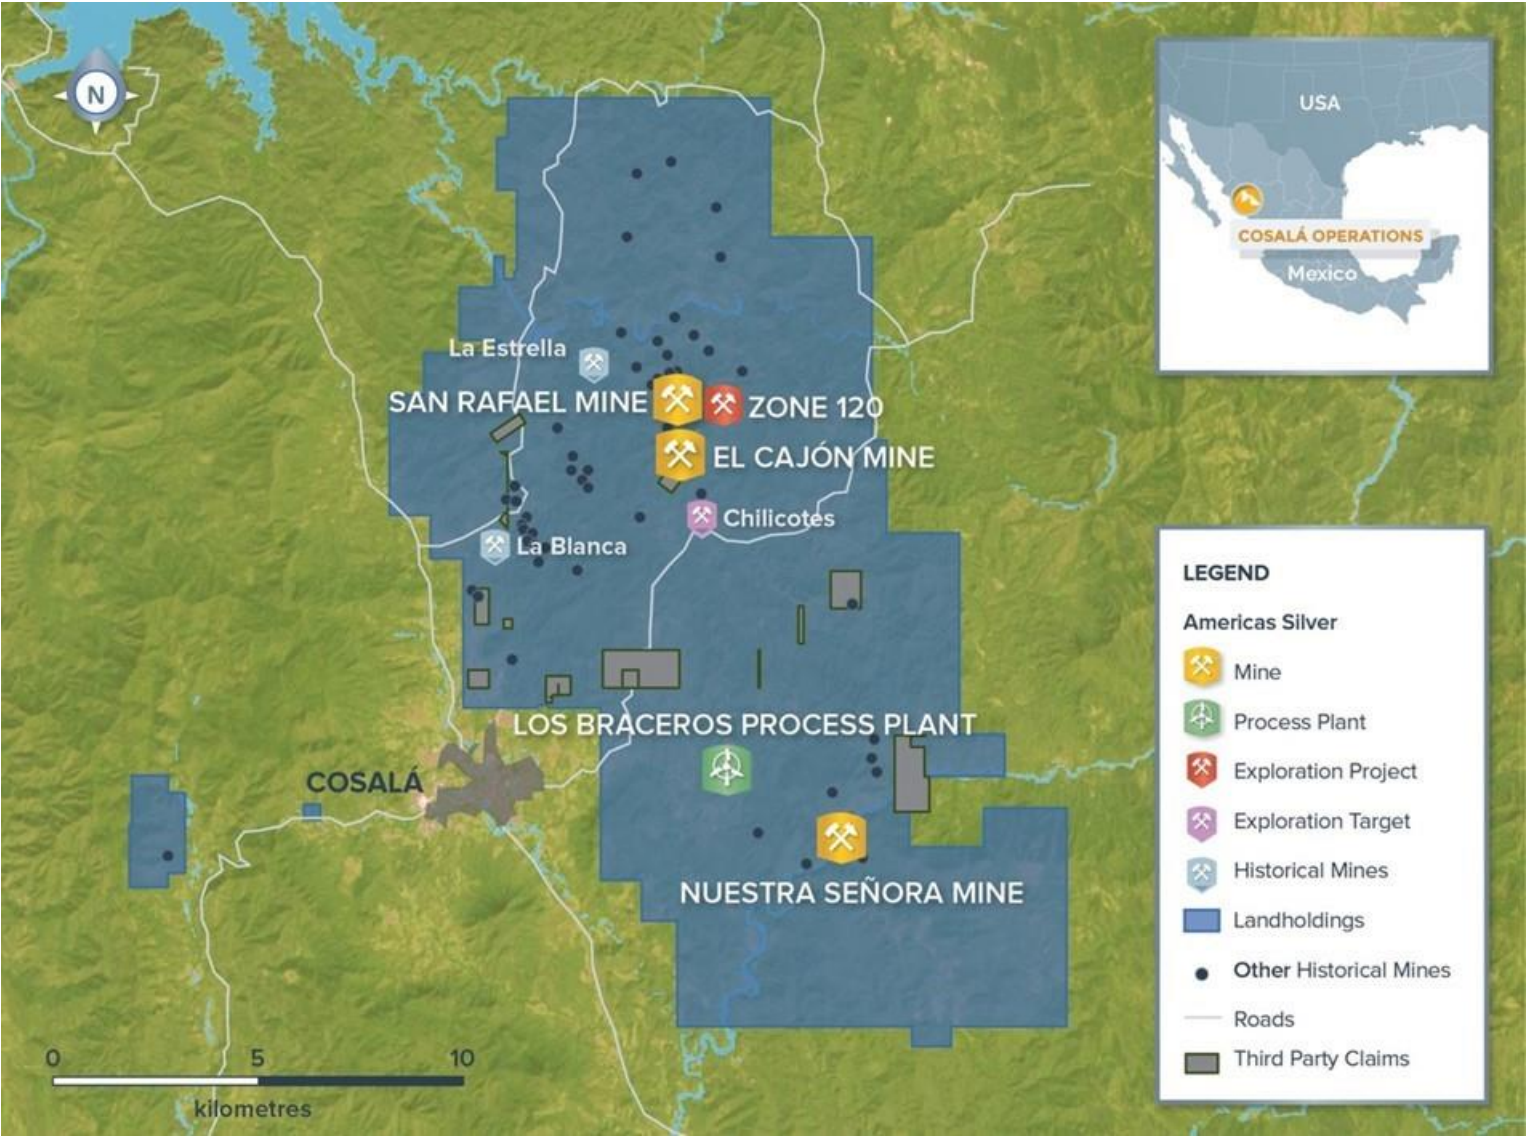 N
USA
COSALÁ OPERATIONS
Mexico
La Estrella
SAN RAFAEL MINE
ZONE 120
EL CAJÓN MINE
Chilicotes
La Blanca
LOS BRACEROS PROCESS PLANT
COSALÁ
NUESTRA SEÑORA MINE
0 5 10
kilometres
LEGEND
Americas Silver
Mine
Process Plant
Exploration Project
Exploration Target
Historical Mines
Landholdings
Other Historical Mines
Roads
Third Party Claims